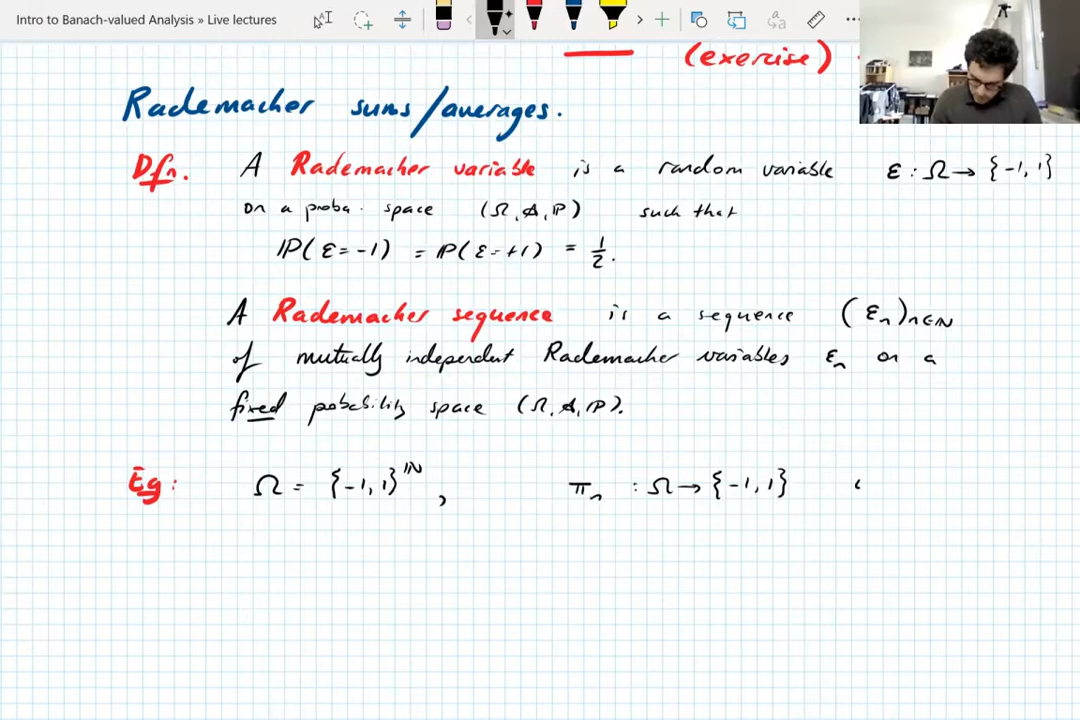 Intro to Banach-valued Analysis » Live lectures
(exercise)
Rademacher sums/averages.
Dfn. A Rademacher variable is a random variable ε : Ω → {-1, 1}
on a proba. space (Ω, A, P) such that
P(ε = -1) = P(ε = +1) = 1/2.
A Rademacher sequence is a sequence (εn)n∈N
of mutually independent Rademacher variables εn on a
fixed probability space (Ω, A, P).
Eg: Ω = {-1, 1}^N, πn : Ω → {-1, 1} (